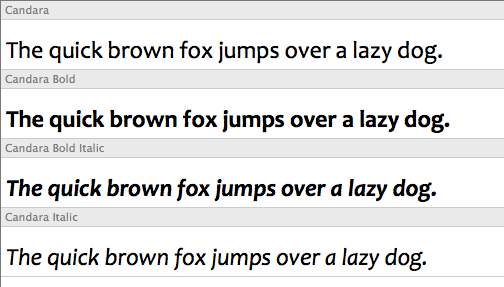 Candara
The quick brown fox jumps over a lazy dog.
Candara Bold
The quick brown fox jumps over a lazy dog.
Candara Bold Italic
The quick brown fox jumps over a lazy dog.
Candara Italic
The quick brown fox jumps over a lazy dog.